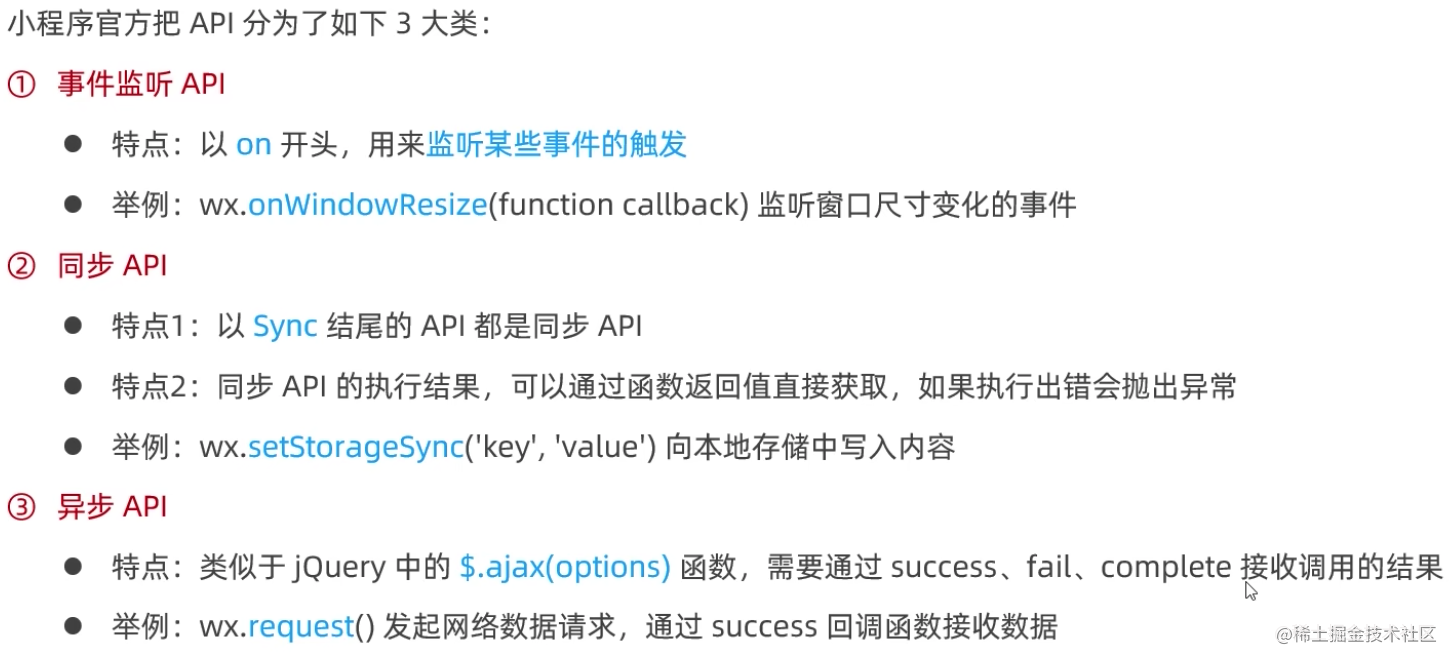 小程序官方把 API 分为了如下 3 大类：
① 事件监听 API
● 特点：以 on 开头，用来监听某些事件的触发
● 举例：wx.onWindowResize(function callback) 监听窗口尺寸变化的事件
② 同步 API
● 特点1：以 Sync 结尾的 API 都是同步 API
● 特点2：同步 API 的执行结果，可以通过函数返回值直接获取，如果执行出错会抛出异常
● 举例：wx.setStorageSync('key', 'value') 向本地存储中写入内容
③ 异步 API
● 特点：类似于 jQuery 中的 $.ajax(options) 函数，需要通过 success、fail、complete 接收调用的结果
● 举例：wx.request() 发起网络数据请求，通过 success 回调函数接收数据
@稀土掘金技术社区